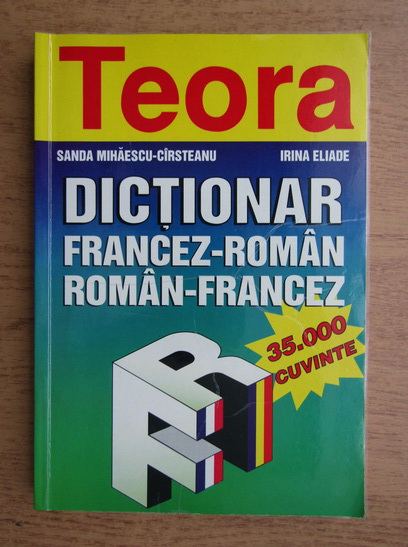 Teora
SANDA MIHĂESCU-CÎRSTEANU IRINA ELIADE
DICȚIONAR
FRANCEZ-ROMÂN
ROMÂN-FRANCEZ
35.000
CUVINTE
R
F